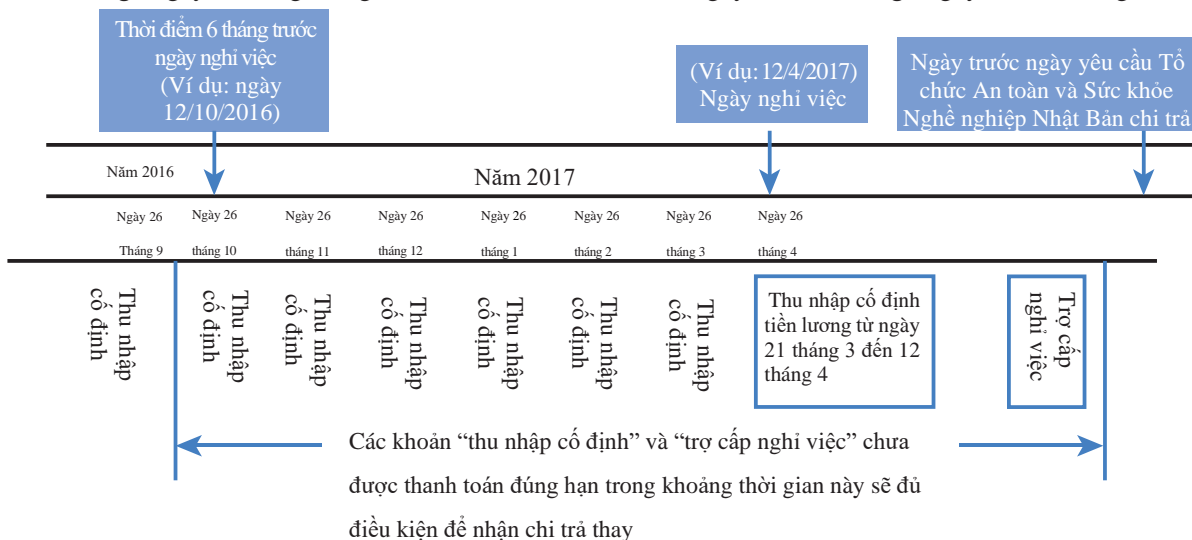 Thời điểm 6 tháng trước
ngày nghỉ việc
(Ví dụ: ngày
12/10/2016)
(Ví dụ: 12/4/2017)
Ngày nghỉ việc
Ngày trước ngày yêu cầu Tổ
chức An toàn và Sức khỏe
Nghề nghiệp Nhật Bản chi trả
Năm 2016
Năm 2017
Ngày 26 Ngày 26 Ngày 26 Ngày 26 Ngày 26 Ngày 26 Ngày 26 Ngày 26
Tháng 9 tháng 10 tháng 11 tháng 12 tháng 1 tháng 2 tháng 3 tháng 4
Thu nhập
cố định
Thu nhập
cố định
Thu nhập
cố định
Thu nhập
cố định
Thu nhập
cố định
Thu nhập
cố định
Thu nhập
cố định
Thu nhập cố định
tiền lương từ ngày
21 tháng 3 đến 12
tháng 4
Trợ cấp
nghỉ việc
Các khoản “thu nhập cố định” và “trợ cấp nghỉ việc” chưa
được thanh toán đúng hạn trong khoảng thời gian này sẽ đủ
điều kiện để nhận chi trả thay